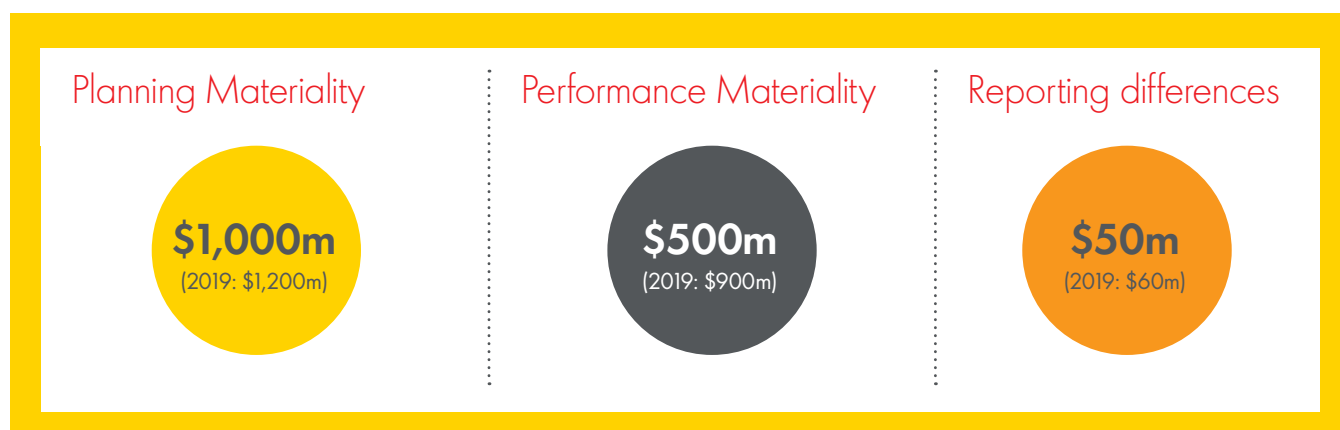 Planning Materiality
$1,000m
(2019: $1,200m)
Performance Materiality
$500m
(2019: $900m)
Reporting differences
$50m
(2019: $60m)